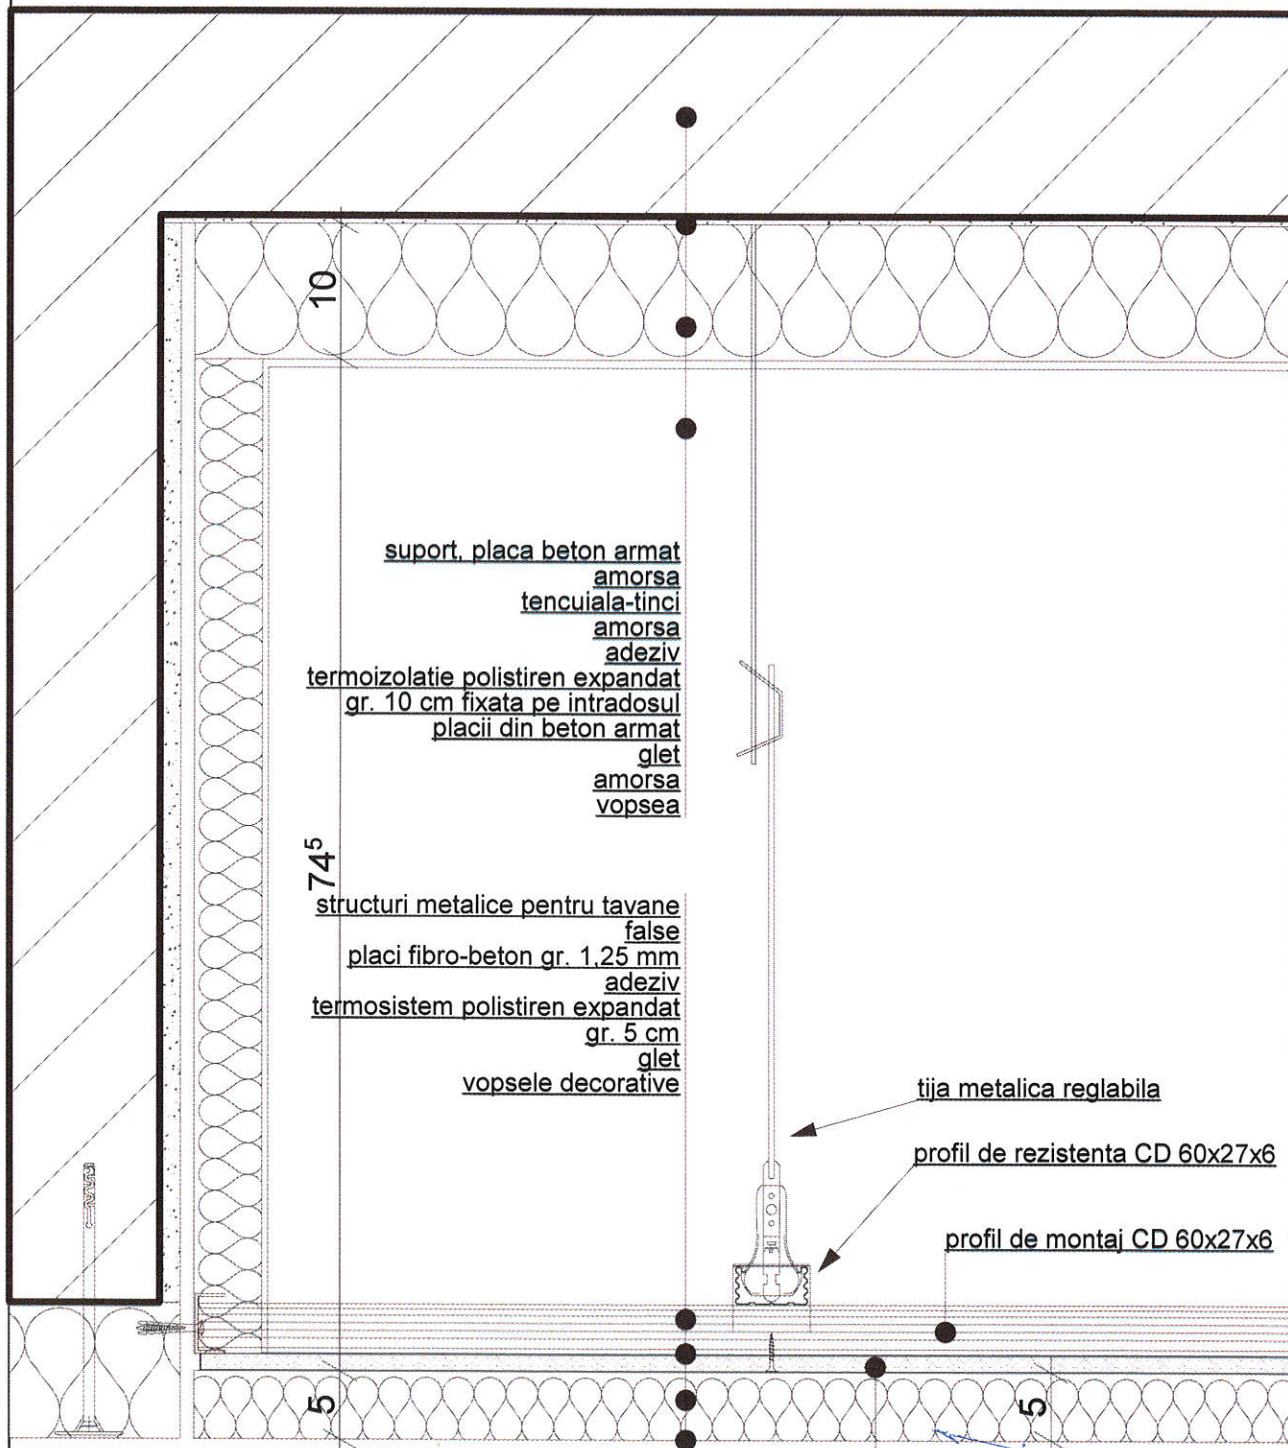 10
suport, placa beton armat
amorsa
tencuiala-tinci
amorsa
adeziv
termoizolatie polistiren expandat
gr. 10 cm fixata pe intradosul
placii din beton armat
glet
amorsa
vopsea
74⁵
structuri metalice pentru tavane
false
placi fibro-beton gr. 1,25 mm
adeziv
termosistem polistiren expandat
gr. 5 cm
glet
vopsele decorative
tija metalica reglabila
profil de rezistenta CD 60x27x6
profil de montaj CD 60x27x6
5
5